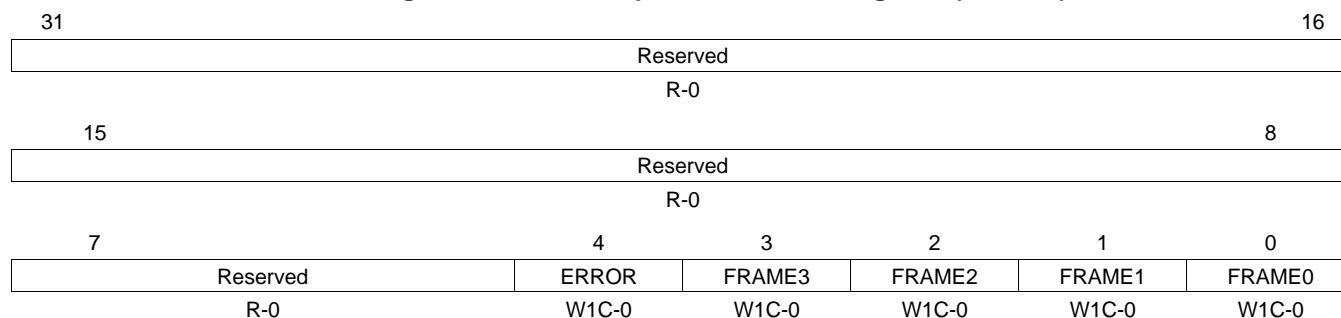 31 16
Reserved
R-0
15 8
Reserved
R-0
7 4 3 2 1 0
Reserved ERROR FRAME3 FRAME2 FRAME1 FRAME0
R-0 W1C-0 W1C-0 W1C-0 W1C-0 W1C-0